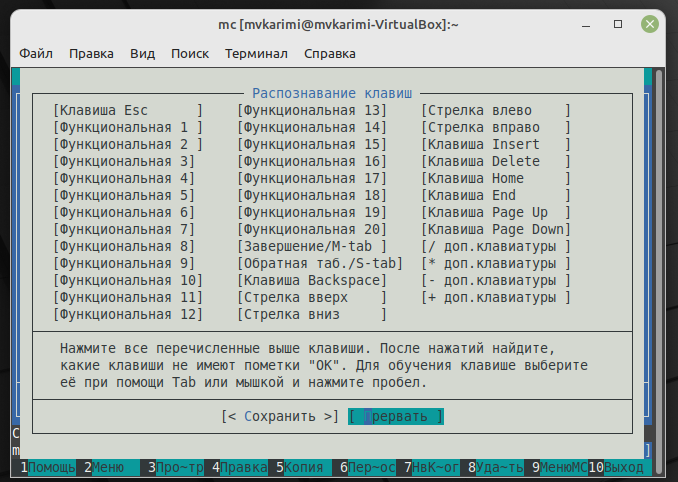 mc [mvkarimi@mvkarimi-VirtualBox]:~
Файл Правка Вид Поиск Терминал Справка
Распознавание клавиш
[Клавиша Esc ] [Функциональная 13] [Стрелка влево ]
[Функциональная 1 ] [Функциональная 14] [Стрелка вправо ]
[Функциональная 2 ] [Функциональная 15] [Клавиша Insert ]
[Функциональная 3] [Функциональная 16] [Клавиша Delete ]
[Функциональная 4] [Функциональная 17] [Клавиша Home ]
[Функциональная 5] [Функциональная 18] [Клавиша End ]
[Функциональная 6] [Функциональная 19] [Клавиша Page Up ]
[Функциональная 7] [Функциональная 20] [Клавиша Page Down]
[Функциональная 8] [Завершение/M-tab ] [/ доп.клавиатуры ]
[Функциональная 9] [Обратная таб./S-tab] [* доп.клавиатуры ]
[Функциональная 10] [Клавиша Backspace] [- доп.клавиатуры ]
[Функциональная 11] [Стрелка вверх ] [+ доп.клавиатуры ]
[Функциональная 12] [Стрелка вниз ]
Нажмите все перечисленные выше клавиши. После нажатий найдите,
какие клавиши не имеют пометки "OK". Для обучения клавише выберите
её при помощи Tab или мышкой и нажмите пробел.
[< Сохранить >] [ Прервать ]
С
m ]
1Помощь 2Меню 3Про~тр 4Правка 5Копия 6Пер~ос 7НвК~ог 8Уда~ть 9МенюМС 10Выход